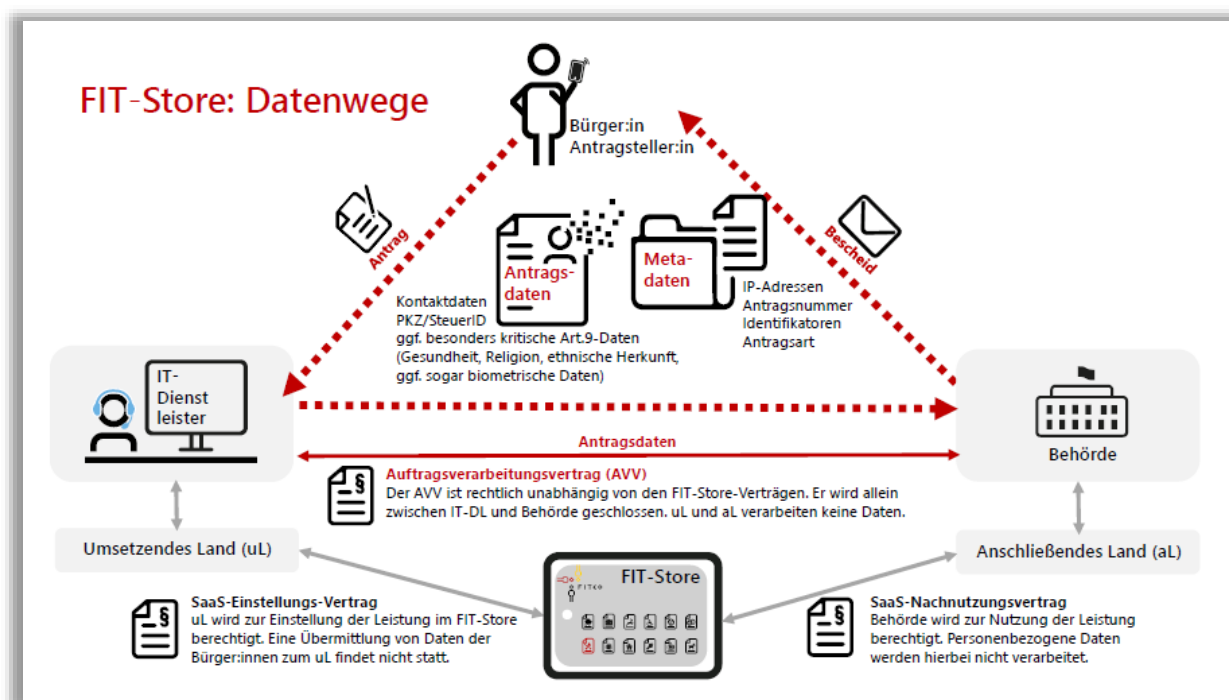 FIT-Store: Datenwege
Bürger:in
Antragsteller:in
Antrag
Antrags-
daten
Meta-
daten
Bescheid
Kontaktdaten
PKZ/SteuerID
ggf. besonders kritische Art.9-Daten
(Gesundheit, Religion, ethnische Herkunft,
ggf. sogar biometrische Daten)
IP-Adressen
Antragsnummer
Identifikatoren
Antragsart
IT-
Dienst
leister
Behörde
Antragsdaten
§
Auftragsverarbeitungsvertrag (AVV)
Der AVV ist rechtlich unabhängig von den FIT-Store-Verträgen. Er wird allein
zwischen IT-DL und Behörde geschlossen. uL und aL verarbeiten keine Daten.
Umsetzendes Land (uL)
Anschließendes Land (aL)
FIT-Store
FITKO
§
SaaS-Einstellungs-Vertrag
uL wird zur Einstellung der Leistung im FIT-Store
berechtigt. Eine Übermittlung von Daten der
Bürger:innen zum uL findet nicht statt.
§
SaaS-Nachnutzungsvertrag
Behörde wird zur Nutzung der Leistung
berechtigt. Personenbezogene Daten
werden hierbei nicht verarbeitet.